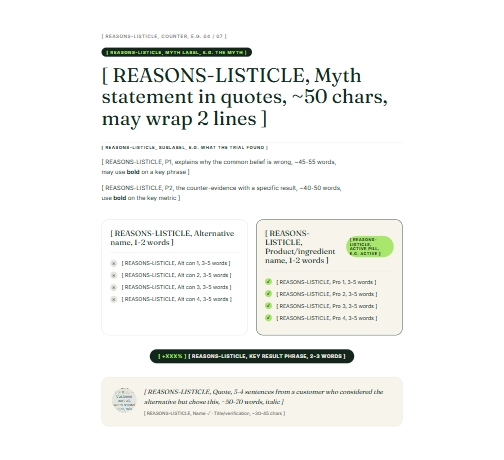 [ REASONS-LISTICLE, COUNTER, E.G. 04 / 07 ]
[ REASONS-LISTICLE, MYTH LABEL, E.G. THE MYTH ]
[ REASONS-LISTICLE, Myth
statement in quotes, ~50 chars,
may wrap 2 lines ]
[ REASONS-LISTICLE, SUBLABEL, E.G. WHAT THE TRIAL FOUND ]
[ REASONS-LISTICLE, P1, explains why the common belief is wrong, ~45-55 words,
may use bold on a key phrase ]
[ REASONS-LISTICLE, P2, the counter-evidence with a specific result, ~40-50 words,
use bold on the key metric ]
[ REASONS-LISTICLE, Alternative
name, 1-2 words ]
[ REASONS-LISTICLE, Alt con 1, 3-5 words ]
[ REASONS-LISTICLE, Alt con 2, 3-5 words ]
[ REASONS-LISTICLE, Alt con 3, 3-5 words ]
[ REASONS-LISTICLE, Alt con 4, 3-5 words ]
[ REASONS-
LISTICLE,
Product/ingredient
name, 1-2 words ]
[ REASONS-
LISTICLE,
ACTIVE PILL,
E.G. ACTIVE ]
[ REASONS-LISTICLE, Pro 1, 3-5 words ]
[ REASONS-LISTICLE, Pro 2, 3-5 words ]
[ REASONS-LISTICLE, Pro 3, 3-5 words ]
[ REASONS-LISTICLE, Pro 4, 3-5 words ]
[ +XXX% ] [ REASONS-LISTICLE, KEY RESULT PHRASE, 2-3 WORDS ]
[ REASONS-LISTICLE, Quote, 3-4 sentences from a customer who considered the
alternative but chose this, ~50-70 words, italic ]
[ REASONS-LISTICLE, Name · Title/verification, ~30-45 chars ]